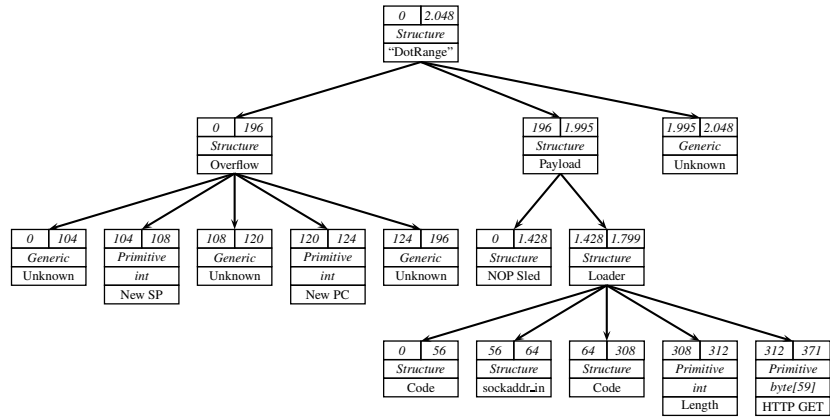 0 2.048
Structure
“DotRange”
0 196
Structure
Overflow
196 1.995
Structure
Payload
1.995 2.048
Generic
Unknown
0 104
Generic
Unknown
104 108
Primitive
int
New SP
108 120
Generic
Unknown
120 124
Primitive
int
New PC
124 196
Generic
Unknown
0 1.428
Structure
NOP Sled
1.428 1.799
Structure
Loader
0 56
Structure
Code
56 64
Structure
sockaddr_in
64 308
Structure
Code
308 312
Primitive
int
Length
312 371
Primitive
byte[59]
HTTP GET